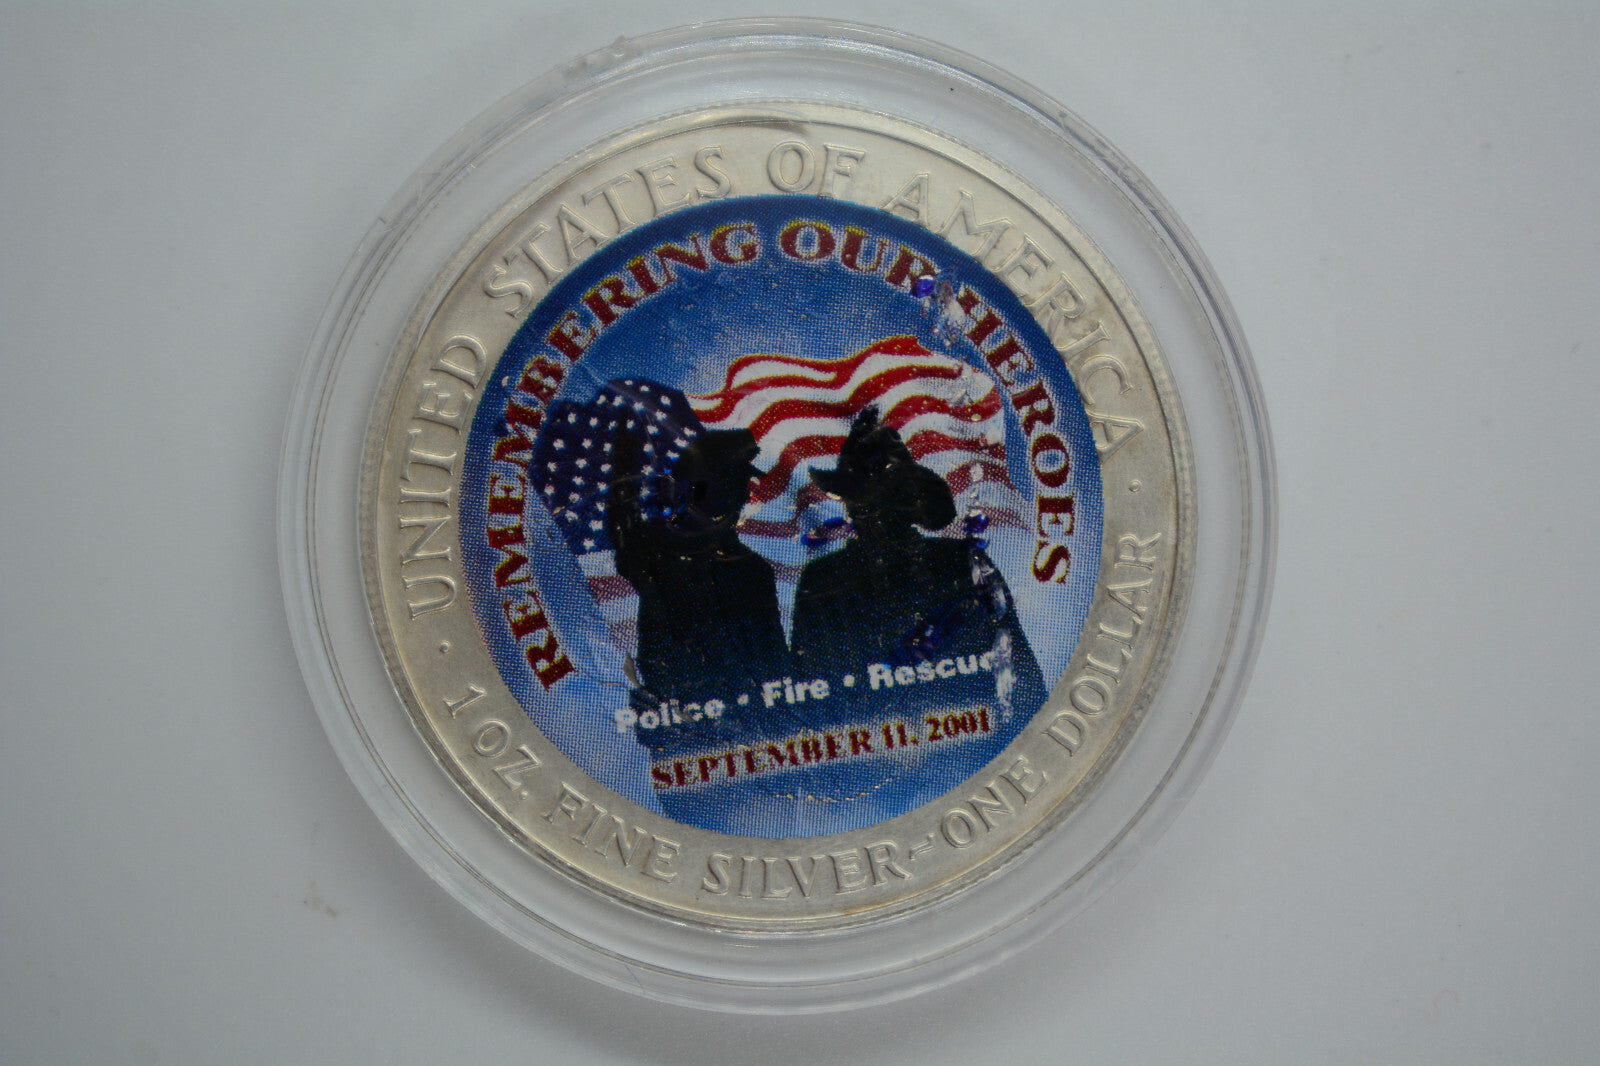 UNITED STATES OF AMERICA
REMEMBERING OUR HEROES
Police • Fire • Rescue
SEPTEMBER 11, 2001
· 1 OZ. FINE SILVER~ONE DOLLAR ·